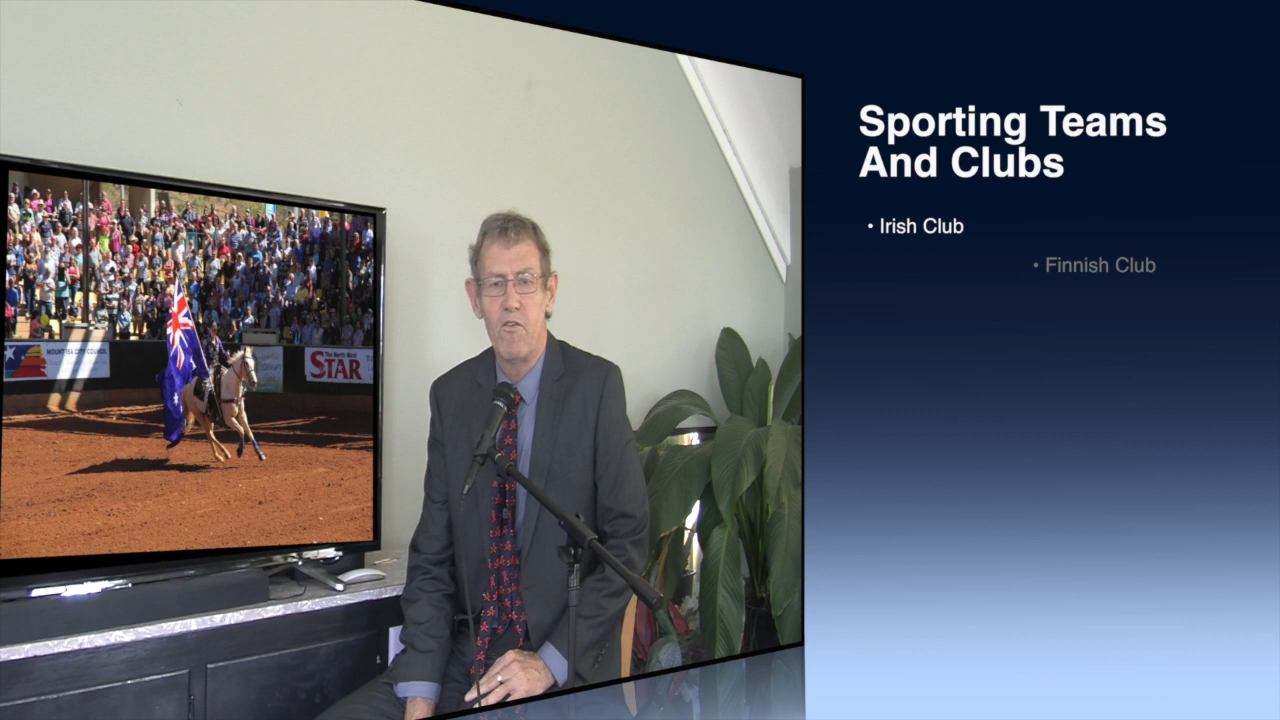 Sporting Teams
And Clubs
• Irish Club
• Finnish Club
MOUNT ISA CITY COUNCIL
The North West
STAR